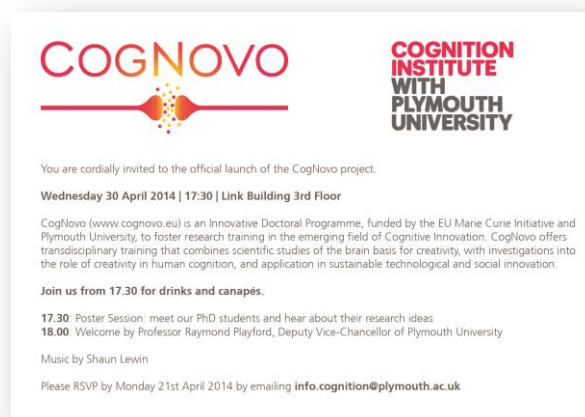 COGNOVO
COGNITION
INSTITUTE
WITH
PLYMOUTH
UNIVERSITY
You are cordially invited to the official launch of the CogNovo project.
Wednesday 30 April 2014 | 17:30 | Link Building 3rd Floor
CogNovo (www.cognovo.eu) is an Innovative Doctoral Programme, funded by the EU Marie Curie Initiative and
Plymouth University, to foster research training in the emerging field of Cognitive Innovation. CogNovo offers
transdisciplinary training that combines scientific studies of the brain basis for creativity, with investigations into
the role of creativity in human cognition, and application in sustainable technological and social innovation.
Join us from 17.30 for drinks and canapés.
17.30: Poster Session: meet our PhD students and hear about their research ideas
18.00: Welcome by Professor Raymond Playford, Deputy Vice-Chancellor of Plymouth University
Music by Shaun Lewin
Please RSVP by Monday 21st April 2014 by emailing info.cognition@plymouth.ac.uk